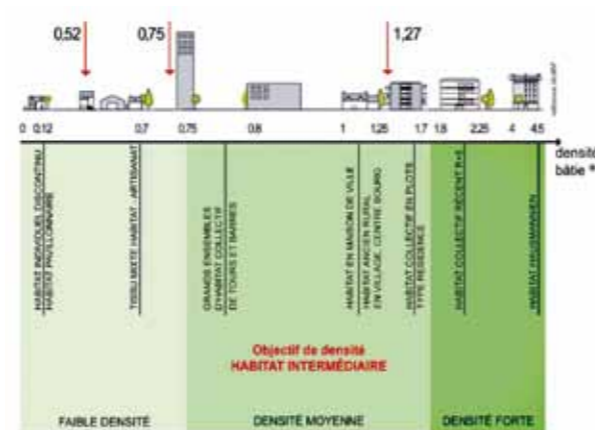 0,52
0,75
1,27
0 0,12 0,7 0,75 0,8 1 1,25 1,7 1,8 2,25 4 4,5
densité
bâtie
HABITAT INDIVIDUEL DISCONTINU
HABITAT PAVILLONNAIRE
TISSU MIXTE HABITAT - ARTISANAT
GRANDS ENSEMBLES
D'HABITAT COLLECTIF
DE TOURS ET BARRES
HABITAT EN MAISON DE VILLE
HABITAT ANCIEN RURAL
EN VILLAGE, CENTRE BOURG
HABITAT COLLECTIF EN PLOTS
TYPE RESIDENCE
HABITAT COLLECTIF RÉCENT
HABITAT HAUSMANNIEN
Objectif de densité
HABITAT INTERMÉDIAIRE
FAIBLE DENSITÉ
DENSITÉ MOYENNE
DENSITÉ FORTE